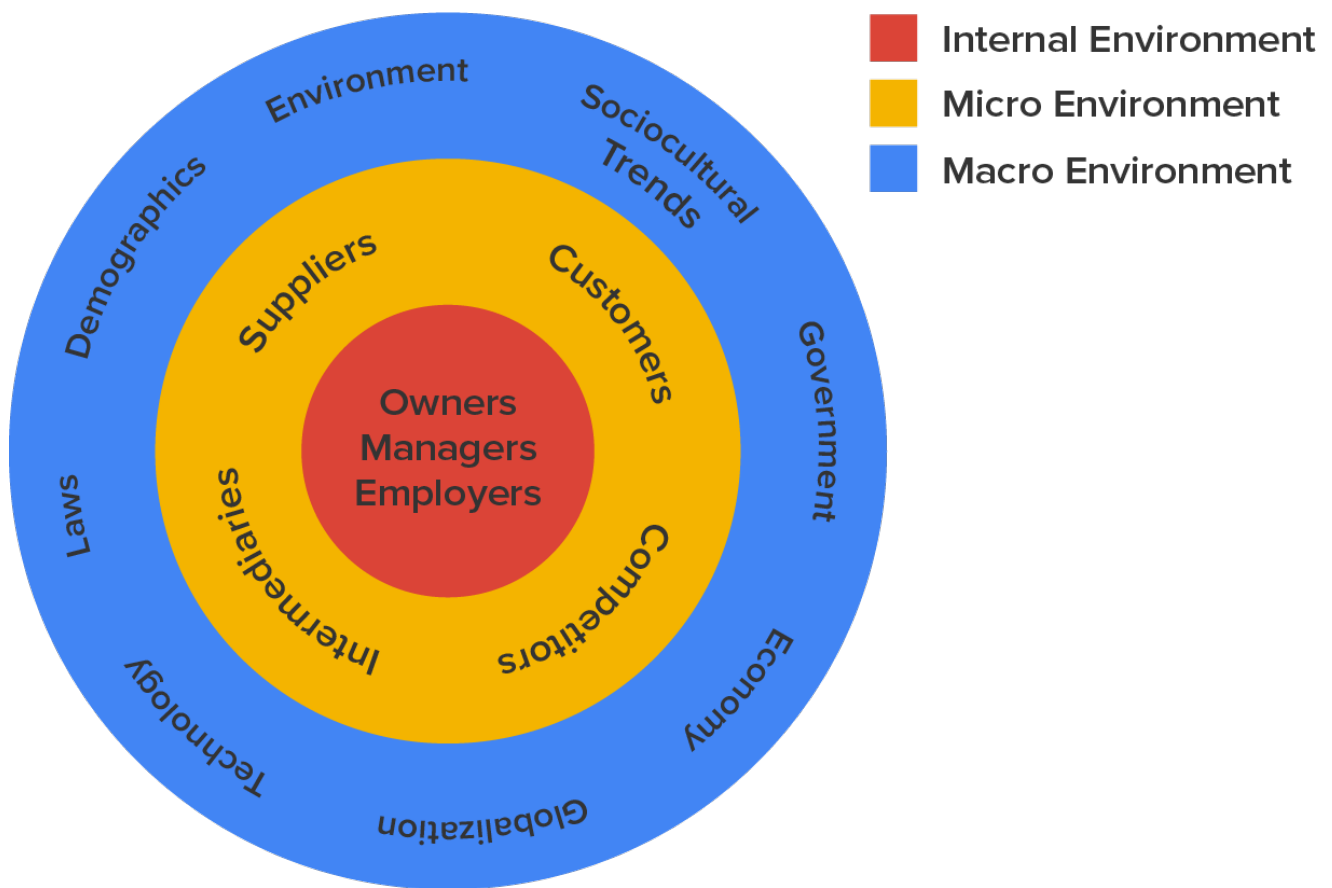 Internal Environment
Micro Environment
Macro Environment
Environment
Sociocultural
Trends
Government
Economy
Globalization
Technology
Laws
Demographics
Suppliers
Customers
Competitors
Intermediaries
Owners
Managers
Employers